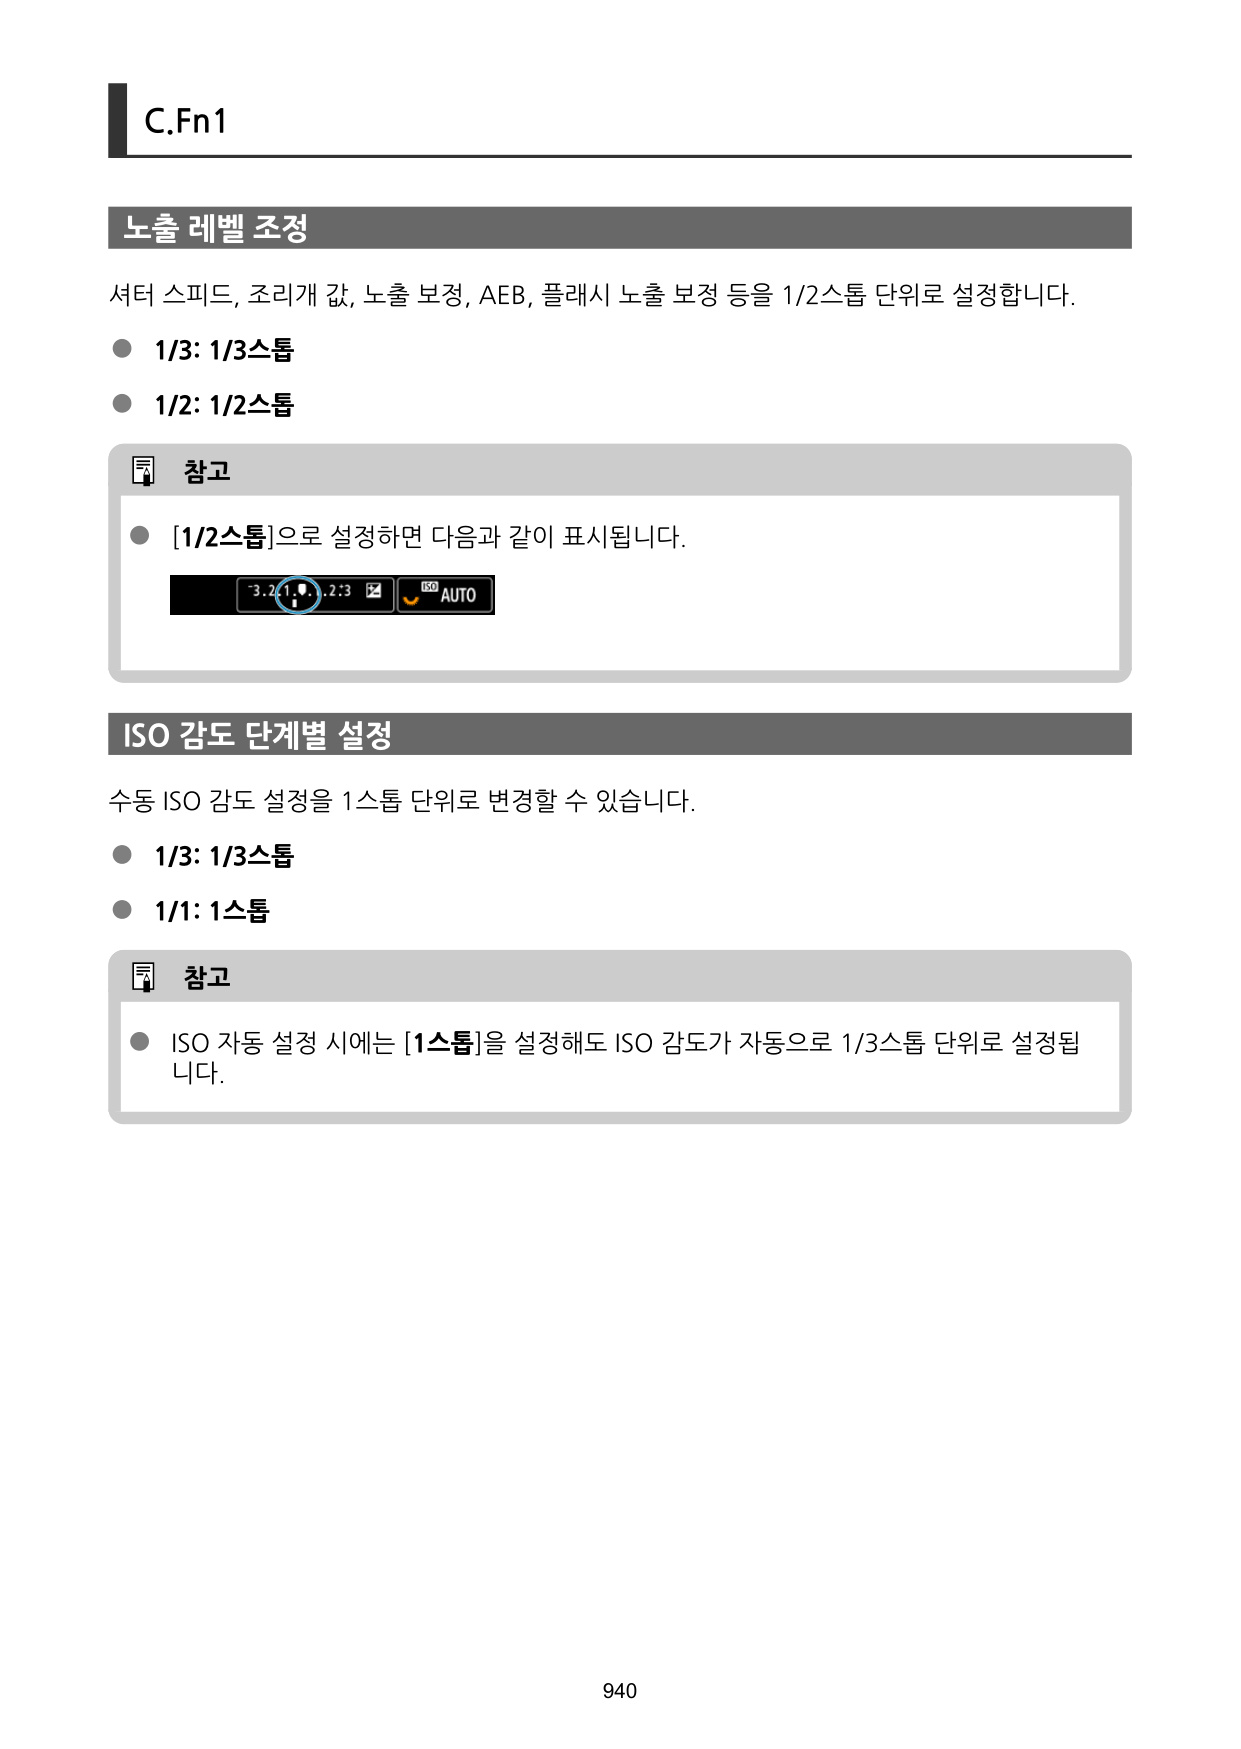 C.Fn1
노출 레벨 조정
셔터 스피드, 조리개 값, 노출 보정, AEB, 플래시 노출 보정 등을 1/2스톱 단위로 설정합니다.
● 1/3: 1/3스톱
● 1/2: 1/2스톱
참고
● [1/2스톱]으로 설정하면 다음과 같이 표시됩니다.
-3.2.1.0.1.2.+3 ISO AUTO
ISO 감도 단계별 설정
수동 ISO 감도 설정을 1스톱 단위로 변경할 수 있습니다.
● 1/3: 1/3스톱
● 1/1: 1스톱
참고
● ISO 자동 설정 시에는 [1스톱]을 설정해도 ISO 감도가 자동으로 1/3스톱 단위로 설정됩
니다.
940